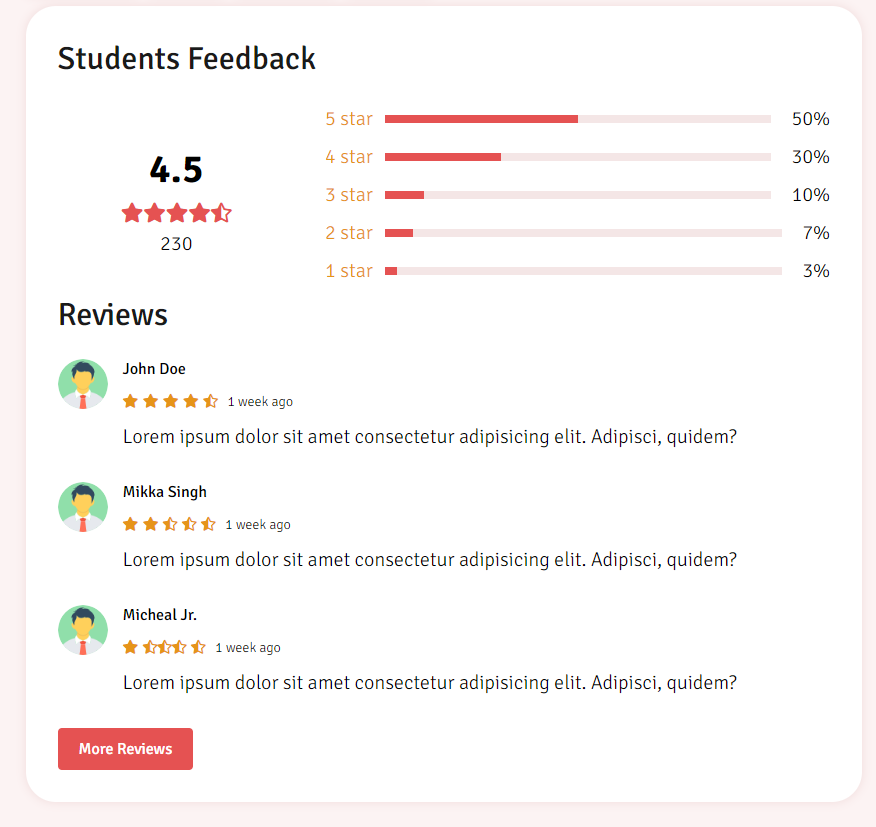 Students Feedback
4.5
230
5 star 50%
4 star 30%
3 star 10%
2 star 7%
1 star 3%
Reviews
John Doe
1 week ago
Lorem ipsum dolor sit amet consectetur adipisicing elit. Adipisci, quidem?
Mikka Singh
1 week ago
Lorem ipsum dolor sit amet consectetur adipisicing elit. Adipisci, quidem?
Micheal Jr.
1 week ago
Lorem ipsum dolor sit amet consectetur adipisicing elit. Adipisci, quidem?
More Reviews